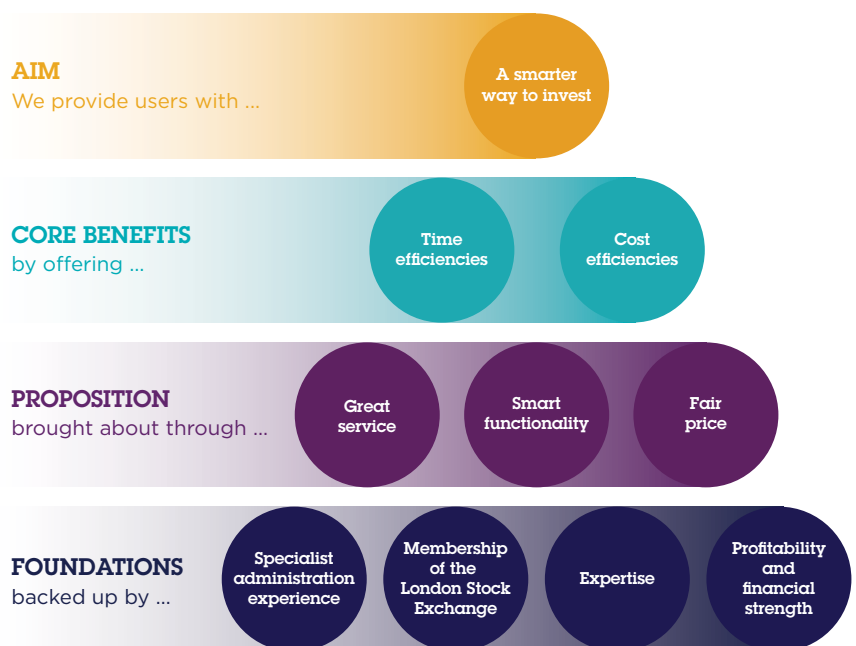 AIM
We provide users with ...
A smarter
way to invest
CORE BENEFITS
by offering ...
Time
efficiencies
Cost
efficiencies
PROPOSITION
brought about through ...
Great
service
Smart
functionality
Fair
price
FOUNDATIONS
backed up by ...
Specialist
administration
experience
Membership
of the
London Stock
Exchange
Expertise
Profitability
and
financial
strength